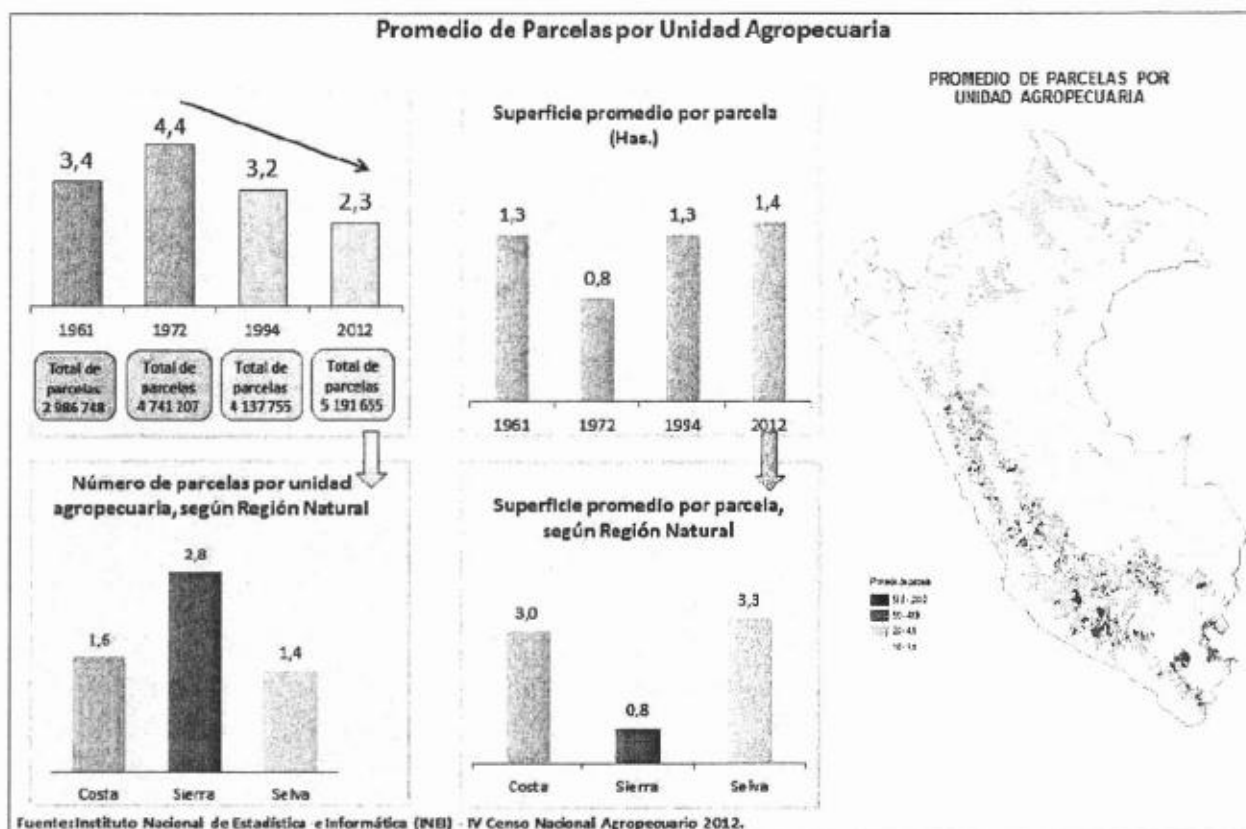 Promedio de Parcelas por Unidad Agropecuaria
3,4
4,4
3,2
2,3
1961
1972
1994
2012
Total de
parcelas
2 986 748
Total de
parcelas
4 741 207
Total de
parcelas
4 137 755
Total de
parcelas
5 191 655
Superficie promedio por parcela
(Has.)
1,3
0,8
1,3
1,4
1961
1972
1994
2012
PROMEDIO DE PARCELAS POR
UNIDAD AGROPECUARIA
Número de parcelas por unidad
agropecuaria, según Región Natural
1,6
2,8
1,4
Costa
Sierra
Selva
Superficie promedio por parcela,
según Región Natural
3,0
0,8
3,3
Costa
Sierra
Selva
Fuente:Instituto Nacional de Estadística e Informática (INEI) - IV Censo Nacional Agropecuario 2012.